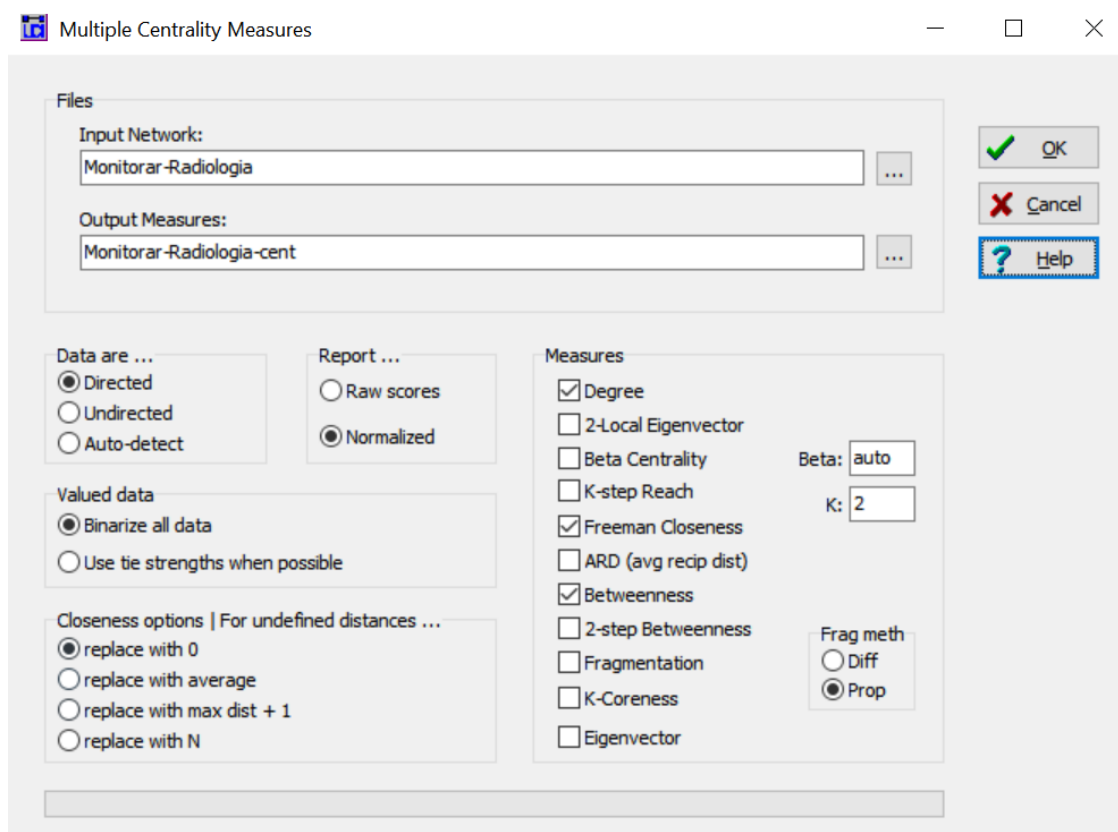 Multiple Centrality Measures
Files
Input Network:
Monitorar-Radiologia
...
Output Measures:
Monitorar-Radiologia-cent
...
OK
Cancel
? Help
Data are ...
Directed
Undirected
Auto-detect
Report ...
Raw scores
Normalized
Valued data
Binarize all data
Use tie strengths when possible
Closeness options | For undefined distances ...
replace with 0
replace with average
replace with max dist + 1
replace with N
Measures
Degree
2-Local Eigenvector
Beta Centrality
Beta: auto
K-step Reach
K: 2
Freeman Closeness
ARD (avg recip dist)
Betweenness
2-step Betweenness
Fragmentation
K-Coreness
Eigenvector
Frag meth
Diff
Prop